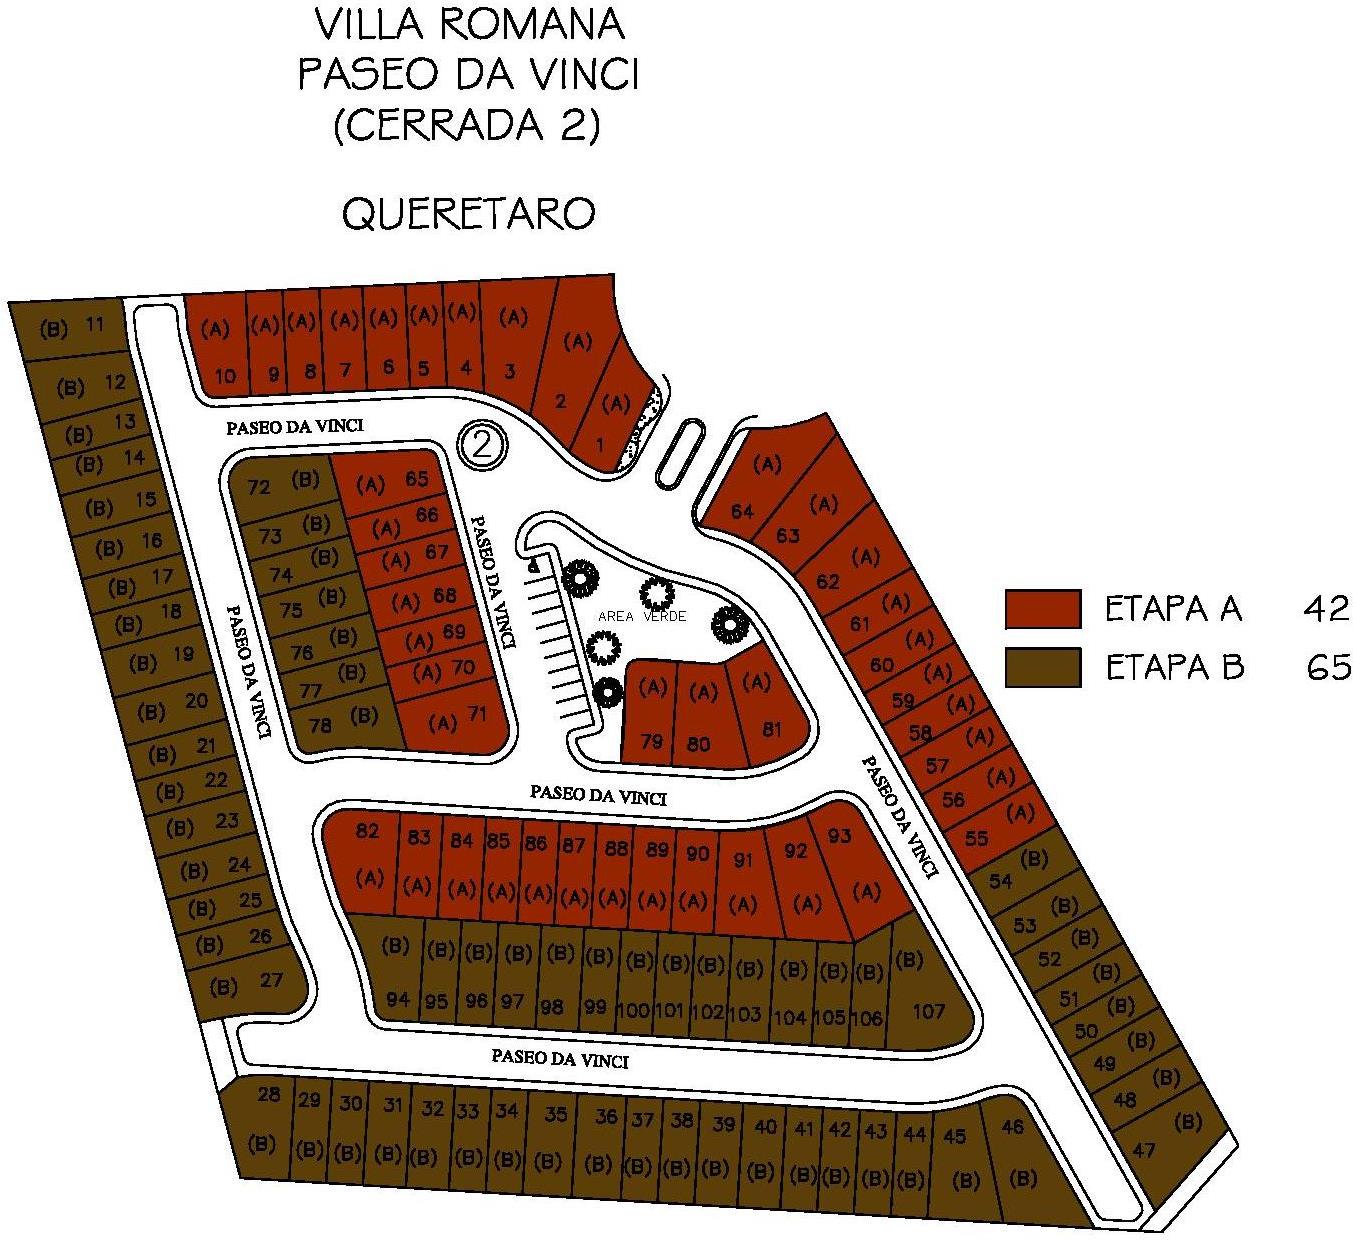 VILLA ROMANA
PASEO DA VINCI
(CERRADA 2)
QUERETARO
(B) 11
(B) 12
(B) 13
(B) 14
(B) 15
(B) 16
(B) 17
(B) 18
(B) 19
(B) 20
(B) 21
(B) 22
(B) 23
(B) 24
(B) 25
(B) 26
(B) 27
(A) (A) (A) (A) (A) (A) (A) (A) (A) (A)
10 9 8 7 6 5 4 3 2 1
PASEO DA VINCI
2
72 (B) (A) 65
73 (B) (A) 66
74 (B) (A) 67
75 (B) (A) 68
76 (B) (A) 69
77 (B) (A) 70
78 (B) (A) 71
PASEO DA VINCI
PASEO DA VINCI
AREA VERDE
(A) (A) (A)
79 80 81
(A) 64
(A) 63
(A) 62
(A) 61
(A) 60
(A) 59
(A) 58
(A) 57
(A) 56
(A) 55
(B) 54
(B) 53
(B) 52
(B) 51
(B) 50
(B) 49
(B) 48
(B) 47
ETAPA A 42
ETAPA B 65
PASEO DA VINCI
PASEO DA VINCI
82 83 84 85 86 87 88 89 90 91 92 93
(A) (A) (A) (A) (A) (A) (A) (A) (A) (A) (A) (A)
(B) (B) (B) (B) (B) (B) (B) (B) (B) (B) (B) (B) (B) (B)
94 95 96 97 98 99 100 101 102 103 104 105 106 107
PASEO DA VINCI
28 29 30 31 32 33 34 35 36 37 38 39 40 41 42 43 44 45 46
(B) (B) (B) (B) (B) (B) (B) (B) (B) (B) (B) (B) (B) (B) (B) (B) (B) (B) (B)